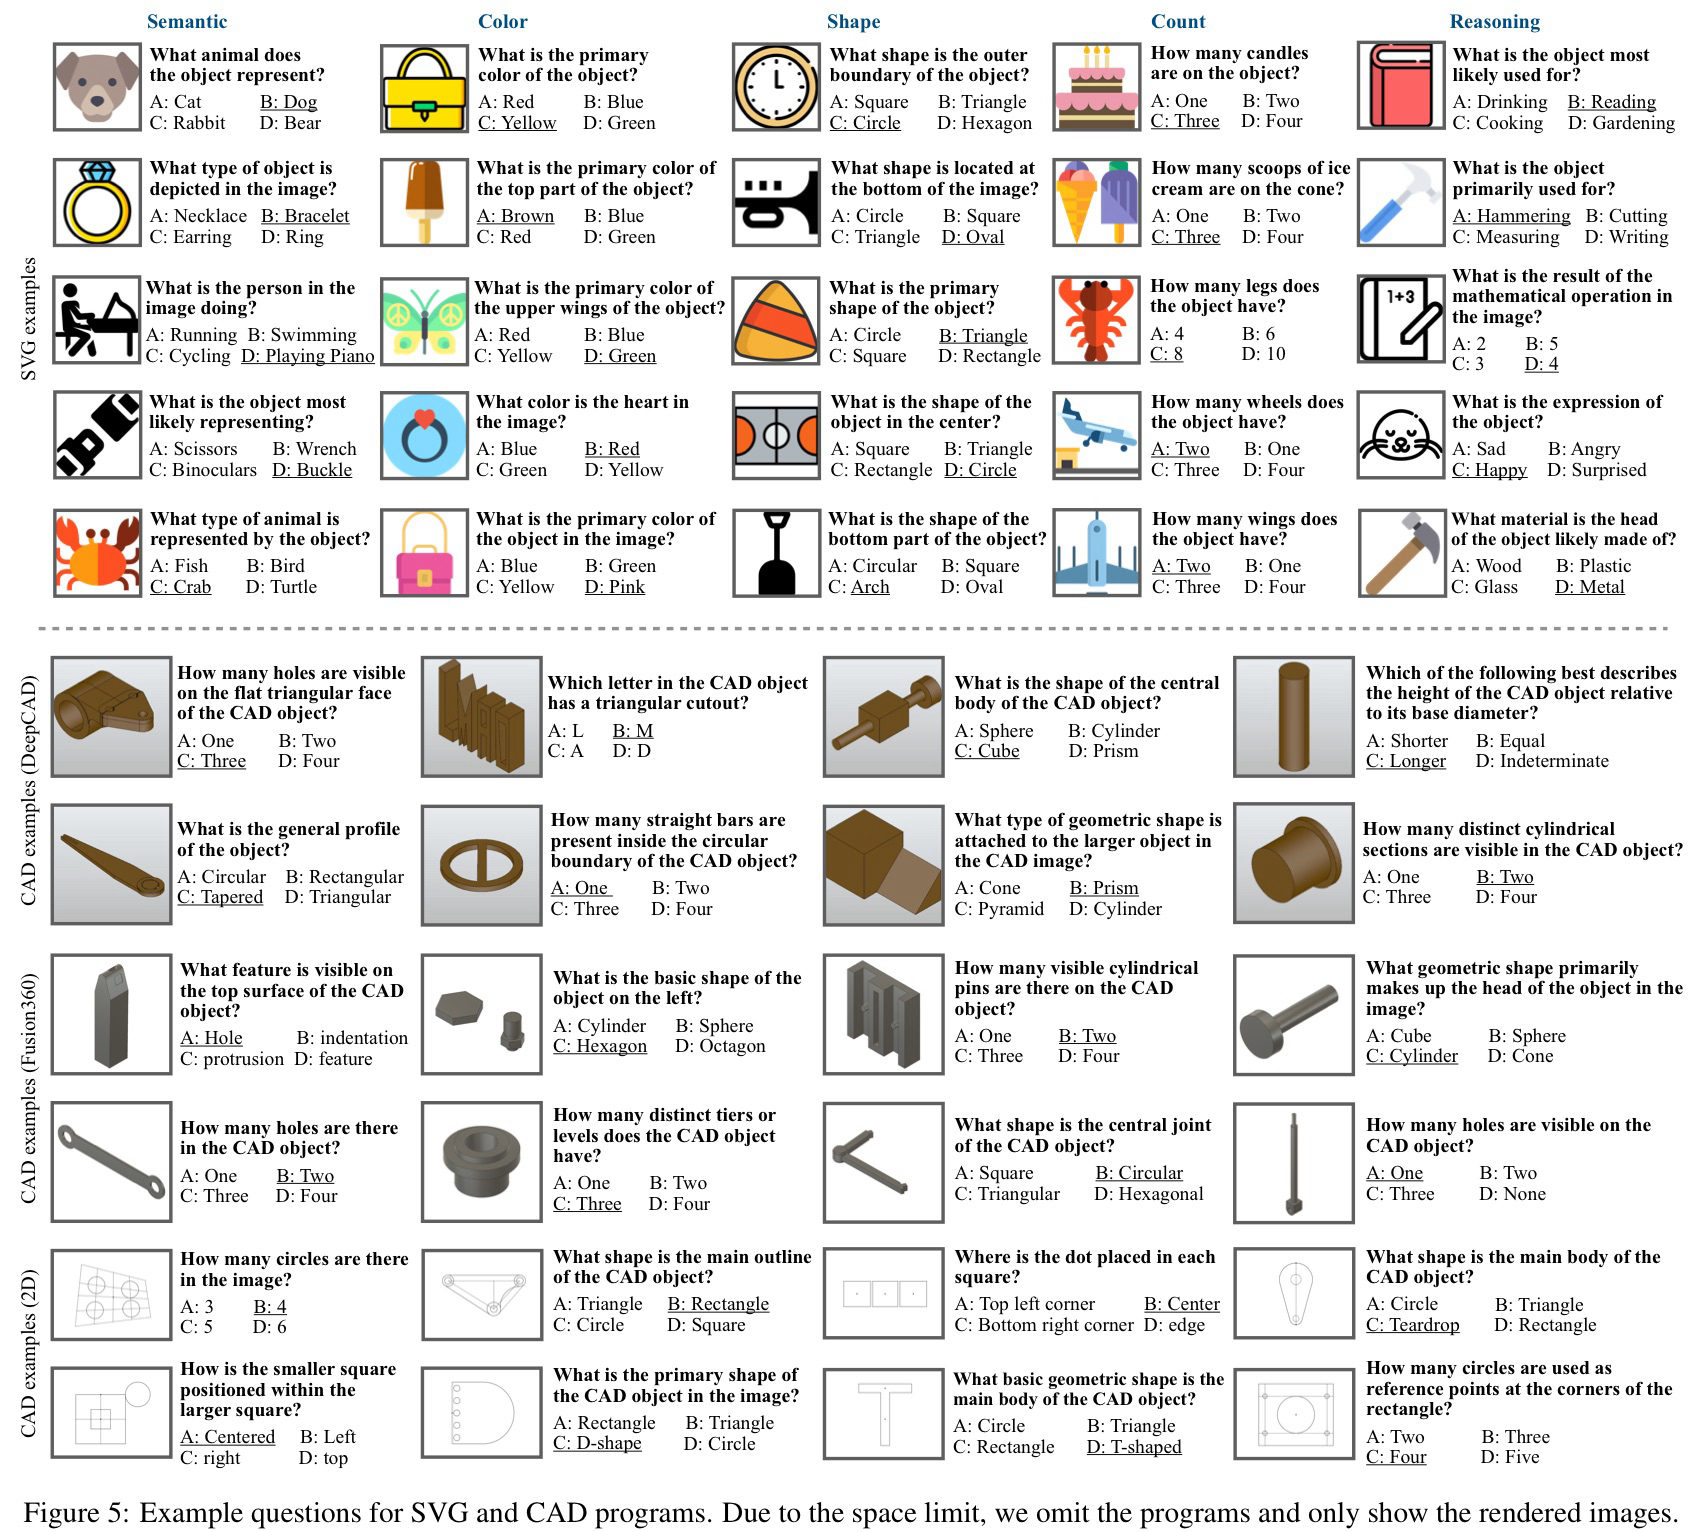 Semantic Color Shape Count Reasoning
SVG examples
What animal does
the object represent?
A: Cat B: Dog
C: Rabbit D: Bear
What is the primary
color of the object?
A: Red B: Blue
C: Yellow D: Green
What shape is the outer
boundary of the object?
A: Square B: Triangle
C: Circle D: Hexagon
How many candles
are on the object?
A: One B: Two
C: Three D: Four
What is the object most
likely used for?
A: Drinking B: Reading
C: Cooking D: Gardening
What type of object is
depicted in the image?
A: Necklace B: Bracelet
C: Earring D: Ring
What is the primary color of
the top part of the object?
A: Brown B: Blue
C: Red D: Green
What shape is located at
the bottom of the image?
A: Circle B: Square
C: Triangle D: Oval
How many scoops of ice
cream are on the cone?
A: One B: Two
C: Three D: Four
What is the object
primarily used for?
A: Hammering B: Cutting
C: Measuring D: Writing
What is the person in the
image doing?
A: Running B: Swimming
C: Cycling D: Playing Piano
What is the primary color of
the upper wings of the object?
A: Red B: Blue
C: Yellow D: Green
What is the primary
shape of the object?
A: Circle B: Triangle
C: Square D: Rectangle
How many legs does
the object have?
A: 4 B: 6
C: 8 D: 10
1+3
What is the result of the
mathematical operation in
the image?
A: 2 B: 5
C: 3 D: 4
What is the object most
likely representing?
A: Scissors B: Wrench
C: Binoculars D: Buckle
What color is the heart in
the image?
A: Blue B: Red
C: Green D: Yellow
What is the shape of the
object in the center?
A: Square B: Triangle
C: Rectangle D: Circle
How many wheels does
the object have?
A: Two B: One
C: Three D: Four
What is the expression of
the object?
A: Sad B: Angry
C: Happy D: Surprised
What type of animal is
represented by the object?
A: Fish B: Bird
C: Crab D: Turtle
What is the primary color of
the object in the image?
A: Blue B: Green
C: Yellow D: Pink
What is the shape of the
bottom part of the object?
A: Circular B: Square
C: Arch D: Oval
How many wings does
the object have?
A: Two B: One
C: Three D: Four
What material is the head
of the object likely made of?
A: Wood B: Plastic
C: Glass D: Metal
CAD examples (DeepCAD)
How many holes are visible
on the flat triangular face
of the CAD object?
A: One B: Two
C: Three D: Four
Which letter in the CAD object
has a triangular cutout?
A: L B: M
C: A D: D
What is the shape of the central
body of the CAD object?
A: Sphere B: Cylinder
C: Cube D: Prism
Which of the following best describes
the height of the CAD object relative
to its base diameter?
A: Shorter B: Equal
C: Longer D: Indeterminate
What is the general profile
of the object?
A: Circular B: Rectangular
C: Tapered D: Triangular
How many straight bars are
present inside the circular
boundary of the CAD object?
A: One B: Two
C: Three D: Four
What type of geometric shape is
attached to the larger object in
the CAD image?
A: Cone B: Prism
C: Pyramid D: Cylinder
How many distinct cylindrical
sections are visible in the CAD object?
A: One B: Two
C: Three D: Four
CAD examples (Fusion360)
What feature is visible on
the top surface of the CAD
object?
A: Hole B: indentation
C: protrusion D: feature
What is the basic shape of the
object on the left?
A: Cylinder B: Sphere
C: Hexagon D: Octagon
How many visible cylindrical
pins are there on the CAD
object?
A: One B: Two
C: Three D: Four
What geometric shape primarily
makes up the head of the object in the
image?
A: Cube B: Sphere
C: Cylinder D: Cone
How many holes are there
in the CAD object?
A: One B: Two
C: Three D: Four
How many distinct tiers or
levels does the CAD object
have?
A: One B: Two
C: Three D: Four
What shape is the central joint
of the CAD object?
A: Square B: Circular
C: Triangular D: Hexagonal
How many holes are visible on the
CAD object?
A: One B: Two
C: Three D: None
CAD examples (2D)
How many circles are there
in the image?
A: 3 B: 4
C: 5 D: 6
What shape is the main outline
of the CAD object?
A: Triangle B: Rectangle
C: Circle D: Square
Where is the dot placed in each
square?
A: Top left corner B: Center
C: Bottom right corner D: edge
What shape is the main body of the
CAD object?
A: Circle B: Triangle
C: Teardrop D: Rectangle
How is the smaller square
positioned within the
larger square?
A: Centered B: Left
C: right D: top
What is the primary shape of
the CAD object in the image?
A: Rectangle B: Triangle
C: D-shape D: Circle
What basic geometric shape is the
main body of the CAD object?
A: Circle B: Triangle
C: Rectangle D: T-shaped
How many circles are used as
reference points at the corners of the
rectangle?
A: Two B: Three
C: Four D: Five
Figure 5: Example questions for SVG and CAD programs. Due to the space limit, we omit the programs and only show the rendered images.